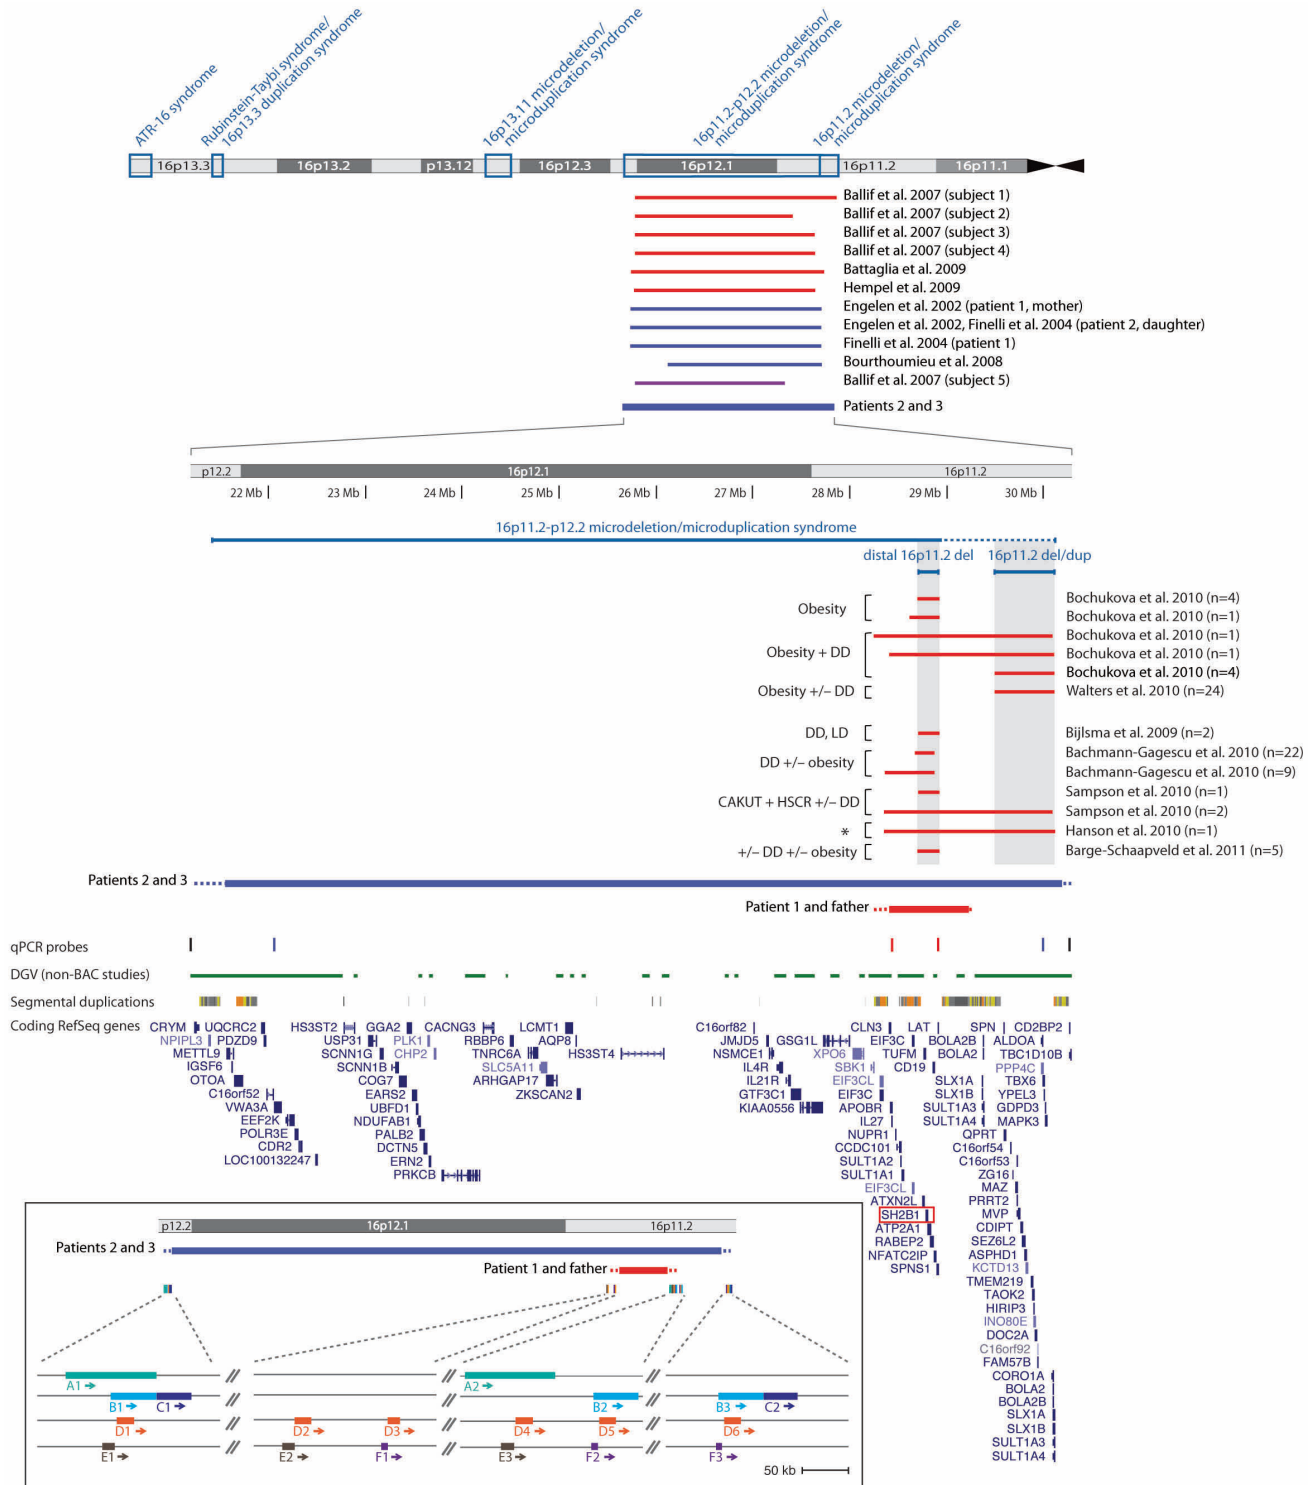 ATR-16 syndrome
Rubinstein-Taybi syndrome/
16p13.3 duplication syndrome
16p13.11 microdeletion/
microduplication syndrome
16p11.2-p12.2 microdeletion/
microduplication syndrome
16p11.2 microdeletion/
microduplication syndrome
16p13.3 16p13.2 p13.12 16p12.3 16p12.1 16p11.2 16p11.1
Ballif et al. 2007 (subject 1)
Ballif et al. 2007 (subject 2)
Ballif et al. 2007 (subject 3)
Ballif et al. 2007 (subject 4)
Battaglia et al. 2009
Hempel et al. 2009
Engelen et al. 2002 (patient 1, mother)
Engelen et al. 2002, Finelli et al. 2004 (patient 2, daughter)
Finelli et al. 2004 (patient 1)
Bourthoumieu et al. 2008
Ballif et al. 2007 (subject 5)
Patients 2 and 3
p12.2 16p12.1 16p11.2
22 Mb 23 Mb 24 Mb 25 Mb 26 Mb 27 Mb 28 Mb 29 Mb 30 Mb
16p11.2-p12.2 microdeletion/microduplication syndrome
distal 16p11.2 del 16p11.2 del/dup
Obesity
Bochukova et al. 2010 (n=4)
Bochukova et al. 2010 (n=1)
Obesity + DD
Bochukova et al. 2010 (n=1)
Bochukova et al. 2010 (n=1)
Bochukova et al. 2010 (n=4)
Obesity +/– DD Walters et al. 2010 (n=24)
DD, LD Bijlsma et al. 2009 (n=2)
DD +/– obesity
Bachmann-Gagescu et al. 2010 (n=22)
Bachmann-Gagescu et al. 2010 (n=9)
CAKUT + HSCR +/– DD
Sampson et al. 2010 (n=1)
Sampson et al. 2010 (n=2)
* Hanson et al. 2010 (n=1)
+/– DD +/– obesity Barge-Schaapveld et al. 2011 (n=5)
Patients 2 and 3
Patient 1 and father
qPCR probes
DGV (non-BAC studies)
Segmental duplications
Coding RefSeq genes CRYM UQCRC2 HS3ST2 GGA2 CACNG3 LCMT1 C16orf82 CLN3 LAT SPN CD2BP2
NPIPL3 PDZD9 USP31 PLK1 RBBP6 AQP8 JMJD5 GSG1L EIF3C BOLA2B ALDOA
METTL9 SCNN1G CHP2 TNRC6A HS3ST4 NSMCE1 XPO6 TUFM BOLA2 TBC1D10B
IGSF6 SCNN1B SLC5A11 IL4R SBK1 CD19 PPP4C
OTOA COG7 ARHGAP17 IL21R EIF3CL SLX1A TBX6
C16orf52 EARS2 ZKSCAN2 GTF3C1 EIF3C SLX1B YPEL3
VWA3A UBFD1 KIAA0556 APOBR SULT1A3 GDPD3
EEF2K NDUFAB1 IL27 SULT1A4 MAPK3
POLR3E PALB2 NUPR1 QPRT
CDR2 DCTN5 CCDC101 C16orf54
LOC100132247 ERN2 SULT1A2 C16orf53
PRKCB SULT1A1 ZG16
EIF3CL MAZ
ATXN2L PRRT2
SH2B1 MVP
ATP2A1 CDIPT
RABEP2 SEZ6L2
NFATC2IP ASPHD1
SPNS1 KCTD13
TMEM219
TAOK2
HIRIP3
INO80E
DOC2A
C16orf92
FAM57B
CORO1A
BOLA2
BOLA2B
SLX1A
SLX1B
SULT1A3
SULT1A4
p12.2 16p12.1 16p11.2
Patients 2 and 3
Patient 1 and father
A1 A2
B1 C1 B2 B3 C2
D1 D2 D3 D4 D5 D6
E1 E2 F1 E3 F2 F3
50 kb